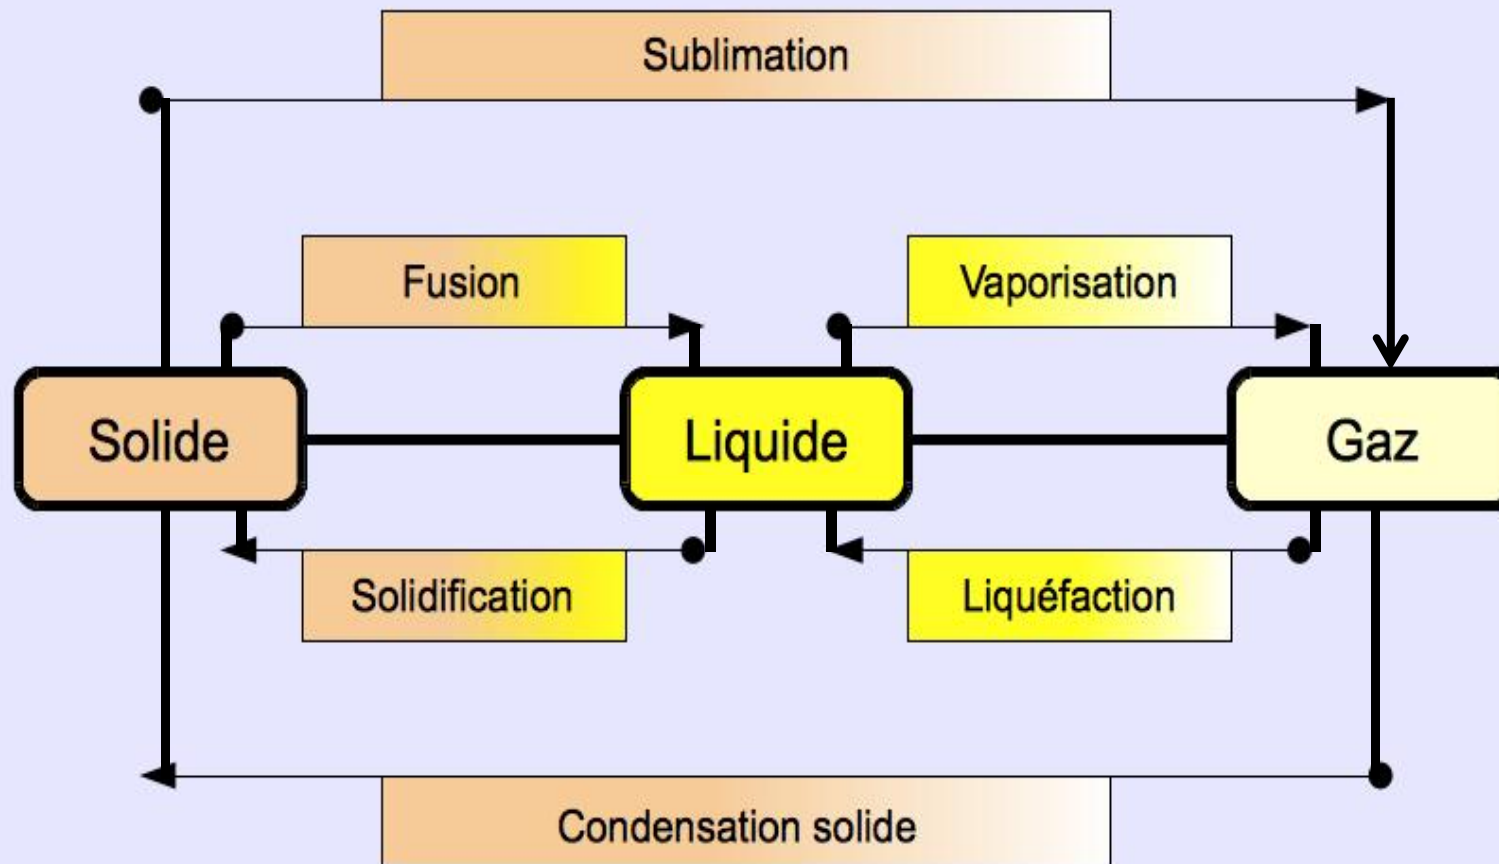 Sublimation
Fusion
Vaporisation
Solide
Liquide
Gaz
Solidification
Liquéfaction
Condensation solide